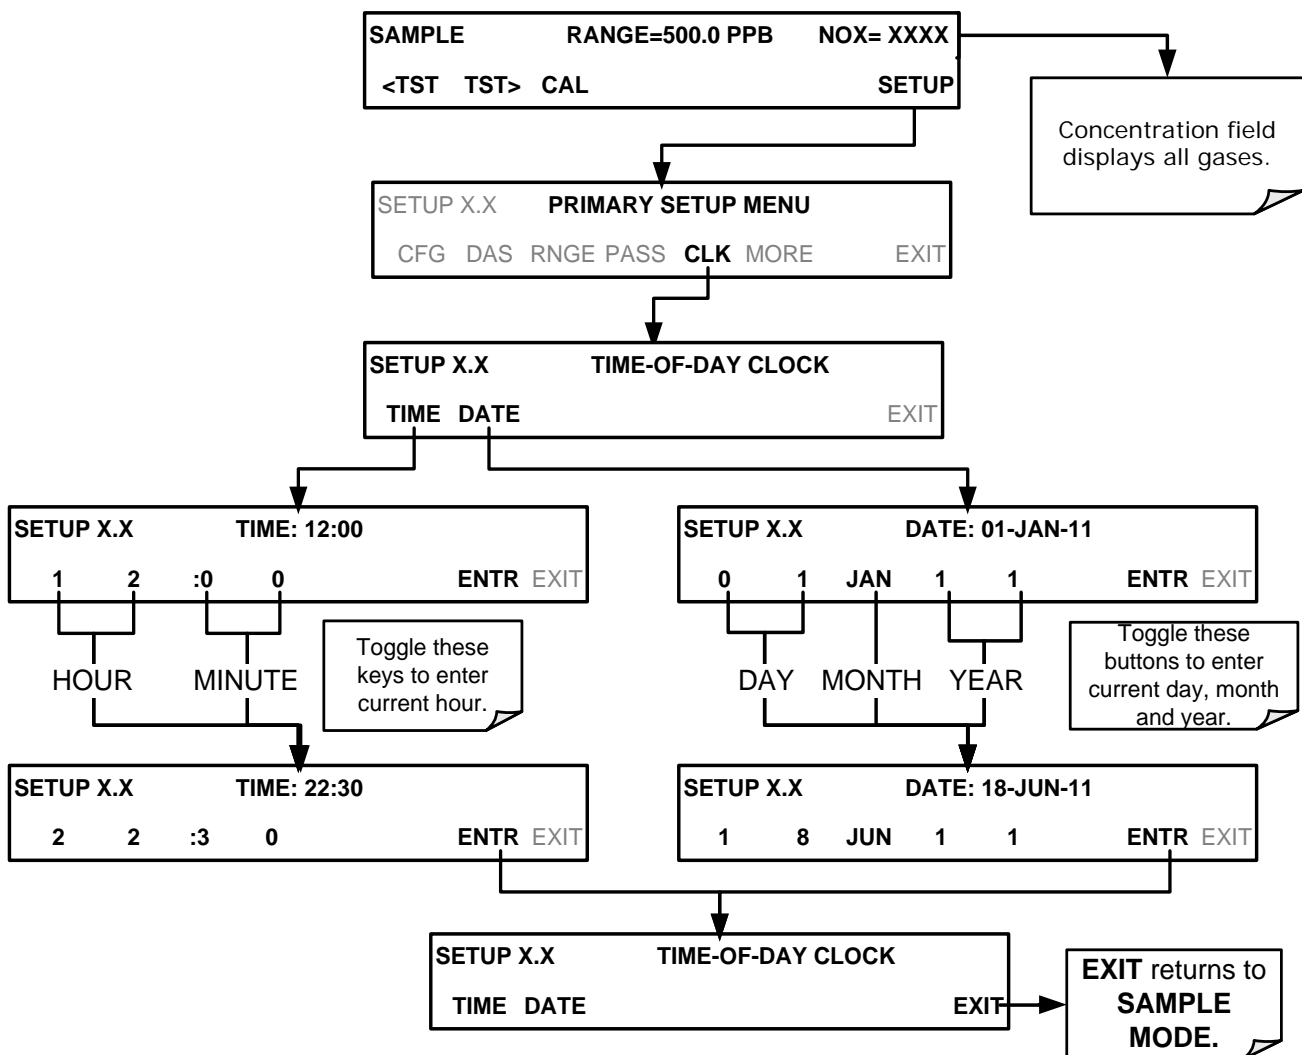 SAMPLE RANGE=500.0 PPB NOX= XXXX
<TST TST> CAL SETUP
Concentration field
displays all gases.
SETUP X.X PRIMARY SETUP MENU
CFG DAS RNGE PASS CLK MORE EXIT
SETUP X.X TIME-OF-DAY CLOCK
TIME DATE EXIT
SETUP X.X TIME: 12:00
1 2 :0 0 ENTR EXIT
HOUR MINUTE
Toggle these
keys to enter
current hour.
SETUP X.X DATE: 01-JAN-11
0 1 JAN 1 1 ENTR EXIT
DAY MONTH YEAR
Toggle these
buttons to enter
current day, month
and year.
SETUP X.X TIME: 22:30
2 2 :3 0 ENTR EXIT
SETUP X.X DATE: 18-JUN-11
1 8 JUN 1 1 ENTR EXIT
SETUP X.X TIME-OF-DAY CLOCK
TIME DATE EXIT
EXIT returns to
SAMPLE
MODE.